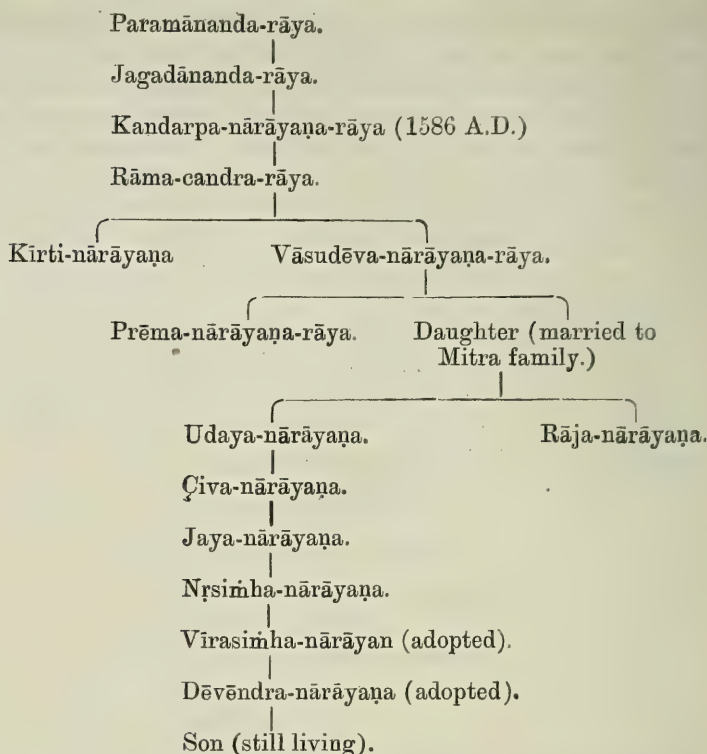 Paramānanda-rāya.
Jagadānanda-rāya.
Kandarpa-nārāyaṇa-rāya (1586 A.D.)
Rāma-candra-rāya.
Kīrti-nārāyaṇa Vāsudēva-nārāyaṇa-rāya.
Prēma-nārāyaṇa-rāya. Daughter (married to
Mitra family.)
Udaya-nārāyaṇa. Rāja-nārāyaṇa.
Çiva-nārāyaṇa.
Jaya-nārāyaṇa.
Nṛsiṁha-nārāyaṇa.
Vīrasiṁha-nārāyan (adopted).
Dēvēndra-nārāyaṇa (adopted).
Son (still living).